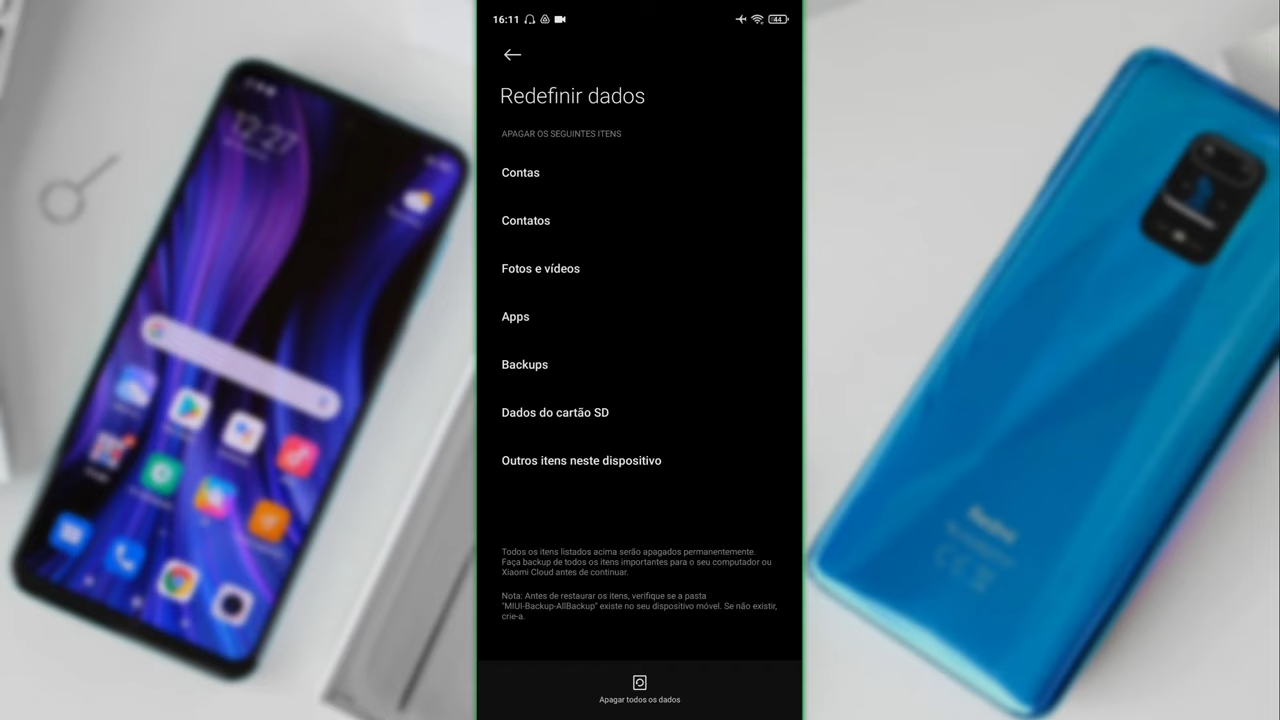 16:11
44
Redefinir dados
APAGAR OS SEGUINTES ITENS
Contas
Contatos
Fotos e vídeos
Apps
Backups
Dados do cartão SD
Outros itens neste dispositivo
Todos os itens listados acima serão apagados permanentemente.
Faça backup de todos os itens importantes para o seu computador ou
Xiaomi Cloud antes de continuar.
Nota: Antes de restaurar os itens, verifique se a pasta
"MIUI-Backup-AllBackup" existe no seu dispositivo móvel. Se não existir,
crie-a.
Apagar todos os dados
12:27
Redmi